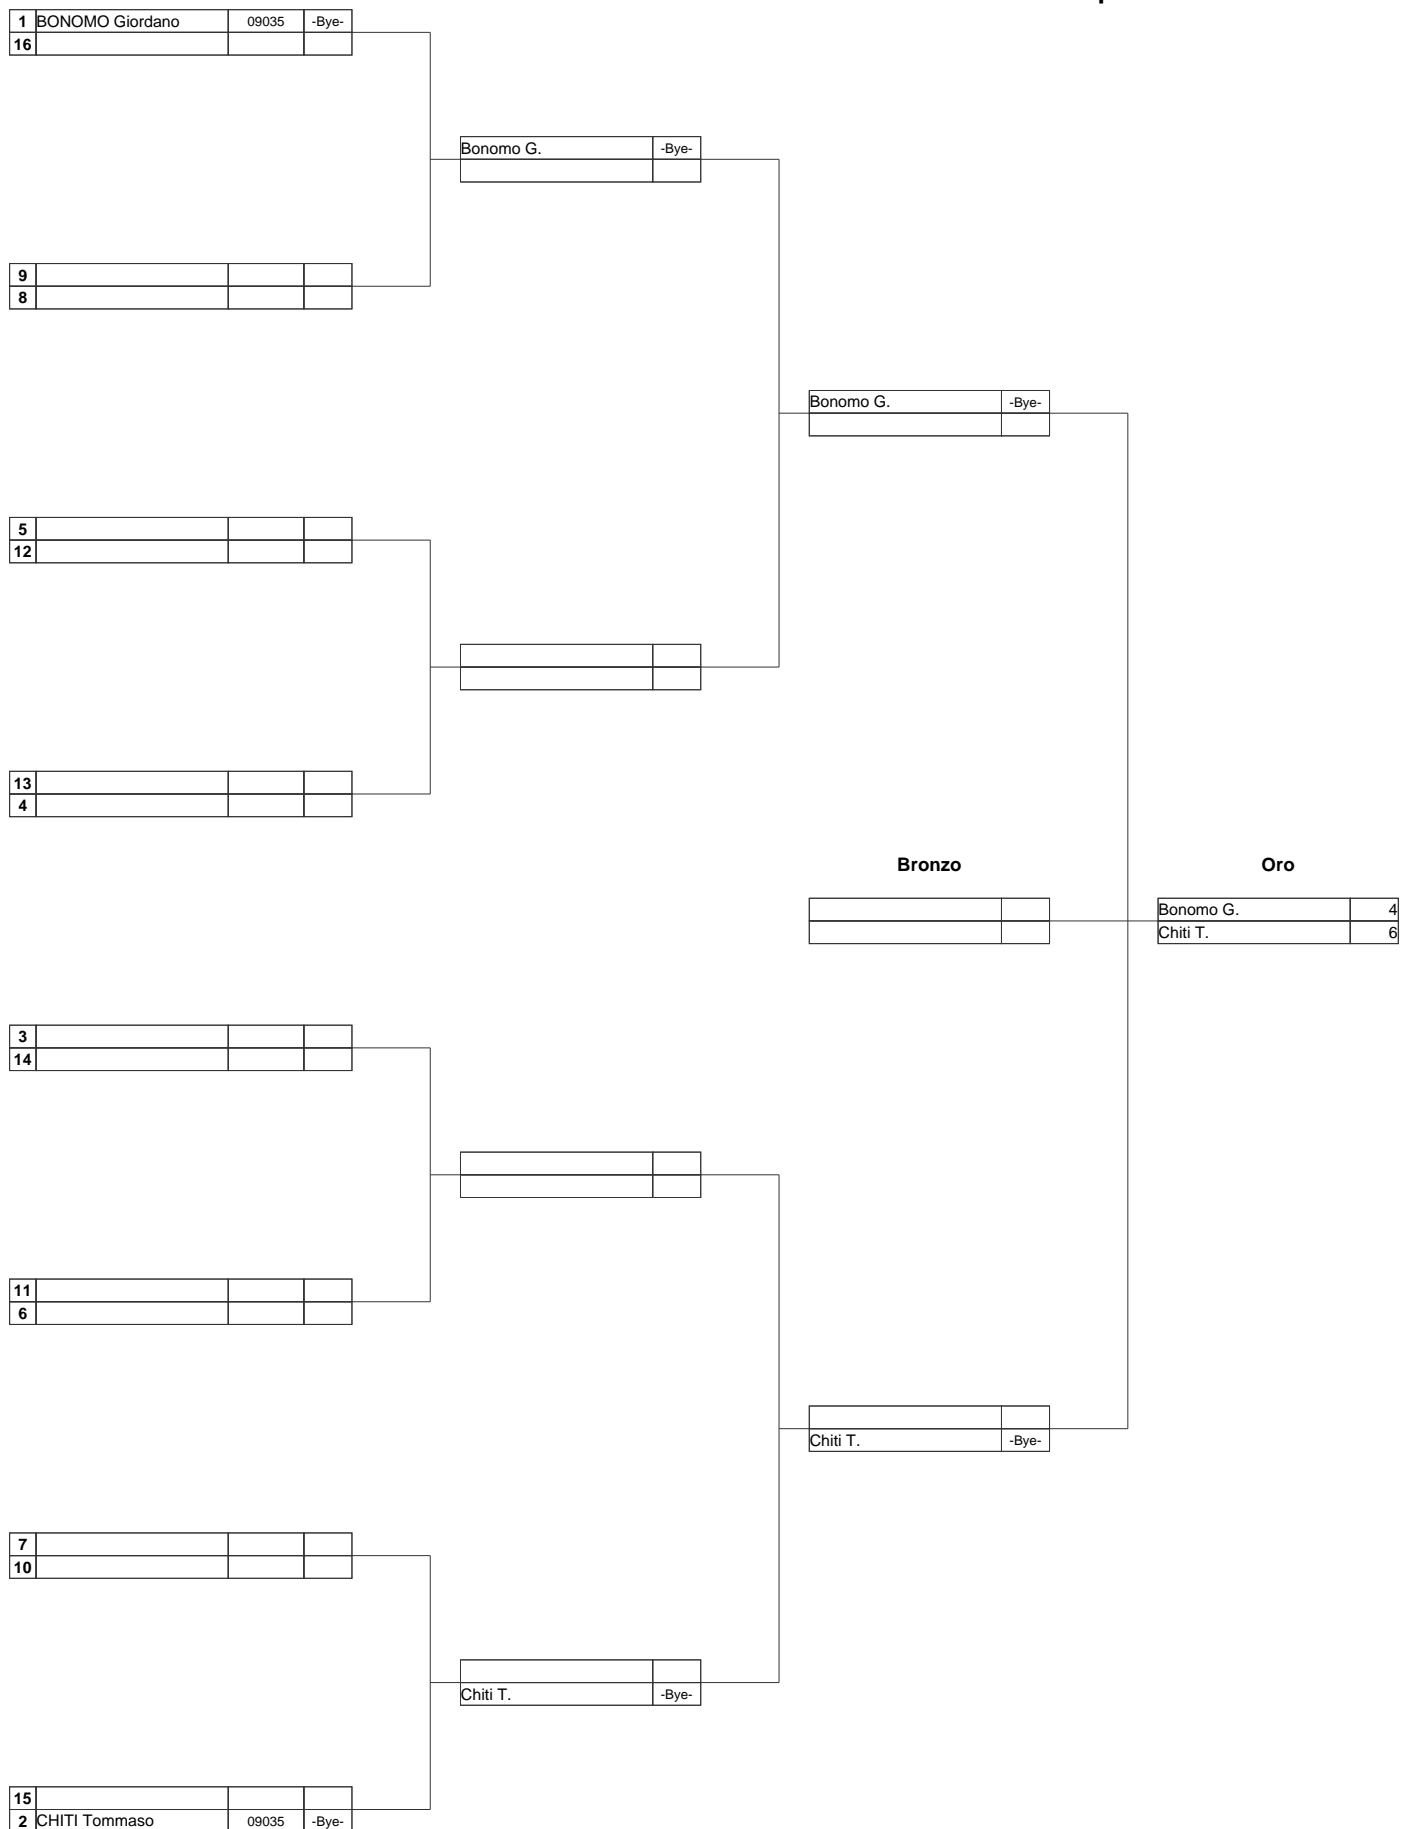 1 BONOMO Giordano 09035 -Bye-
16
Bonomo G. -Bye-
9
8
Bonomo G. -Bye-
5
12
13
4
Bronzo Oro
Bonomo G. 4
Chiti T. 6
3
14
11
6
Chiti T. -Bye-
7
10
Chiti T. -Bye-
15
2 CHITI Tommaso 09035 -Bye-